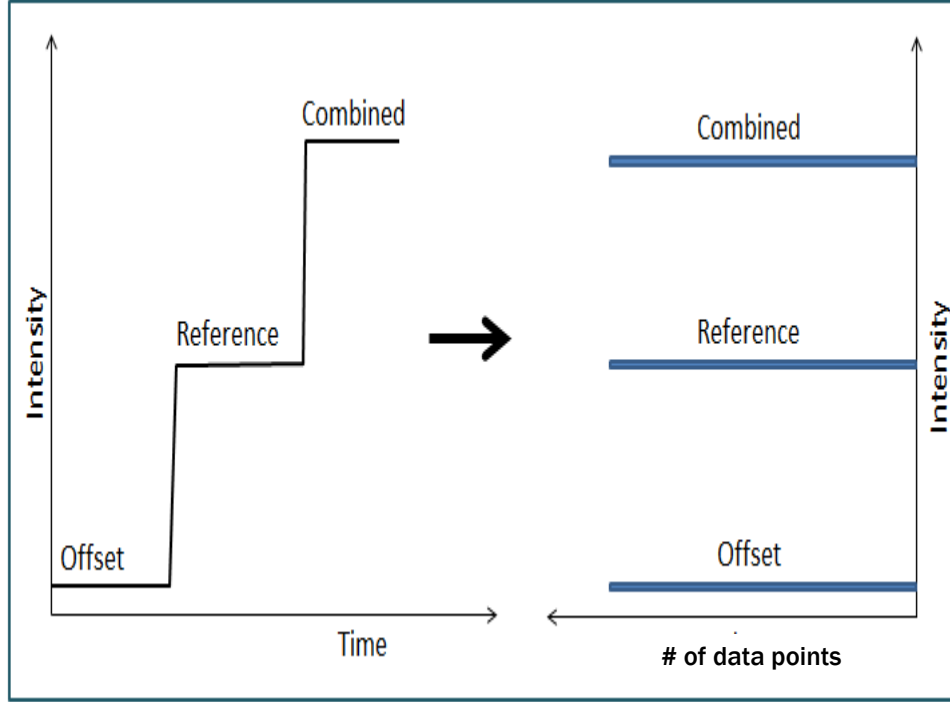 Combined
Reference
Offset
Intensity
Time
Combined
Reference
Offset
Intensity
# of data points